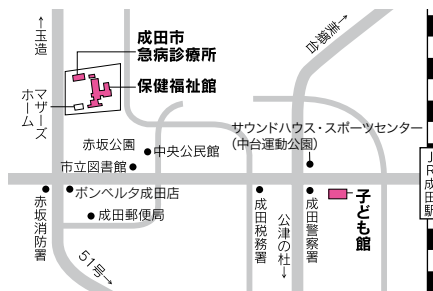 ←玉造
成田市
急病診療所
保健福祉館
マザーズ
ホーム
↖美郷台
赤坂公園
中央公民館
市立図書館
サウンドハウス・スポーツセンター
(中台運動公園)
ボンベルタ成田店
成田郵便局
赤坂消防署
51号→
成田税務署
公津の杜→
成田警察署
子ども館
JR成田駅